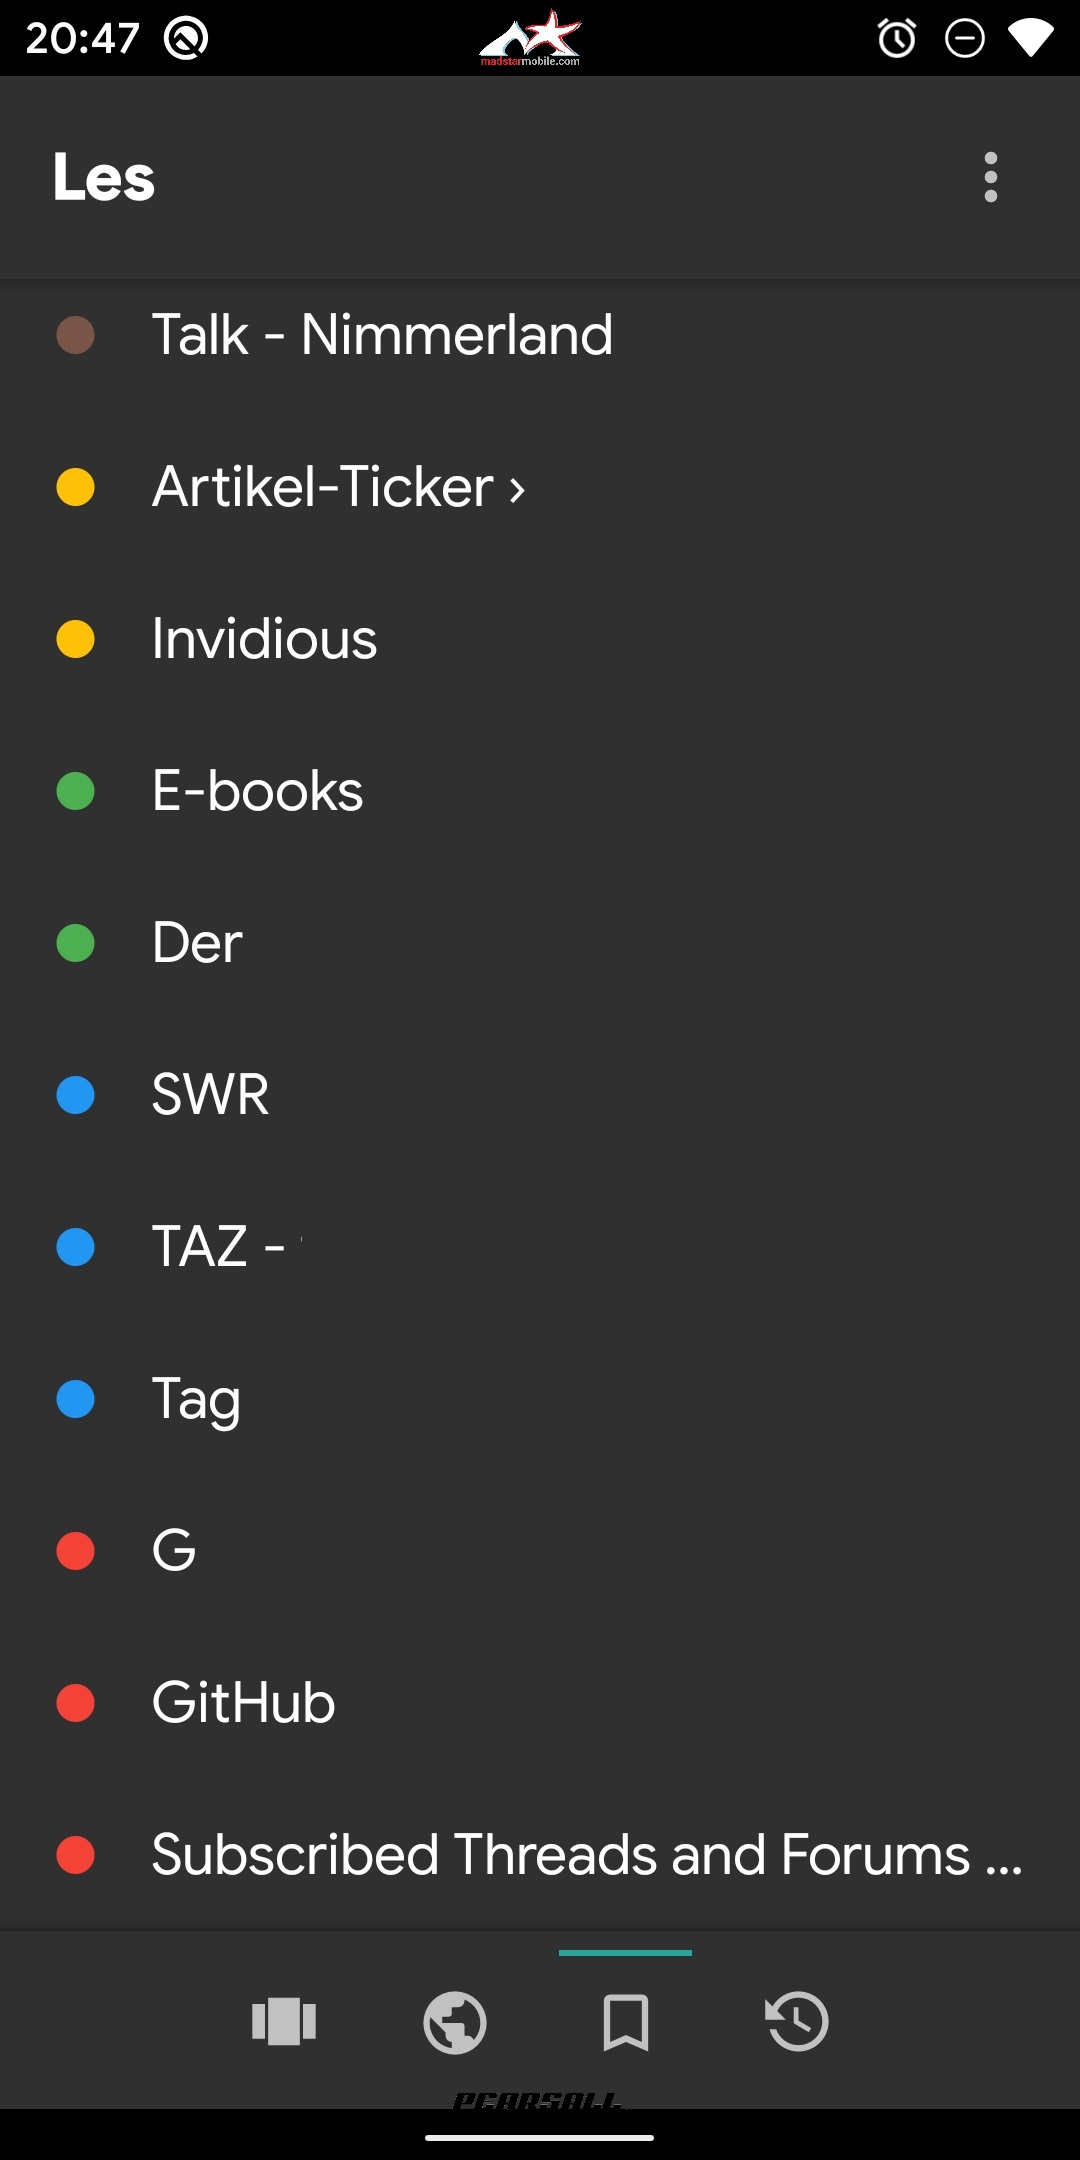 20:47
madstarmobile.com
Les
Talk - Nimmerland
Artikel-Ticker ›
Invidious
E-books
Der
SWR
TAZ -
Tag
G
GitHub
Subscribed Threads and Forums ...
PEARSALL